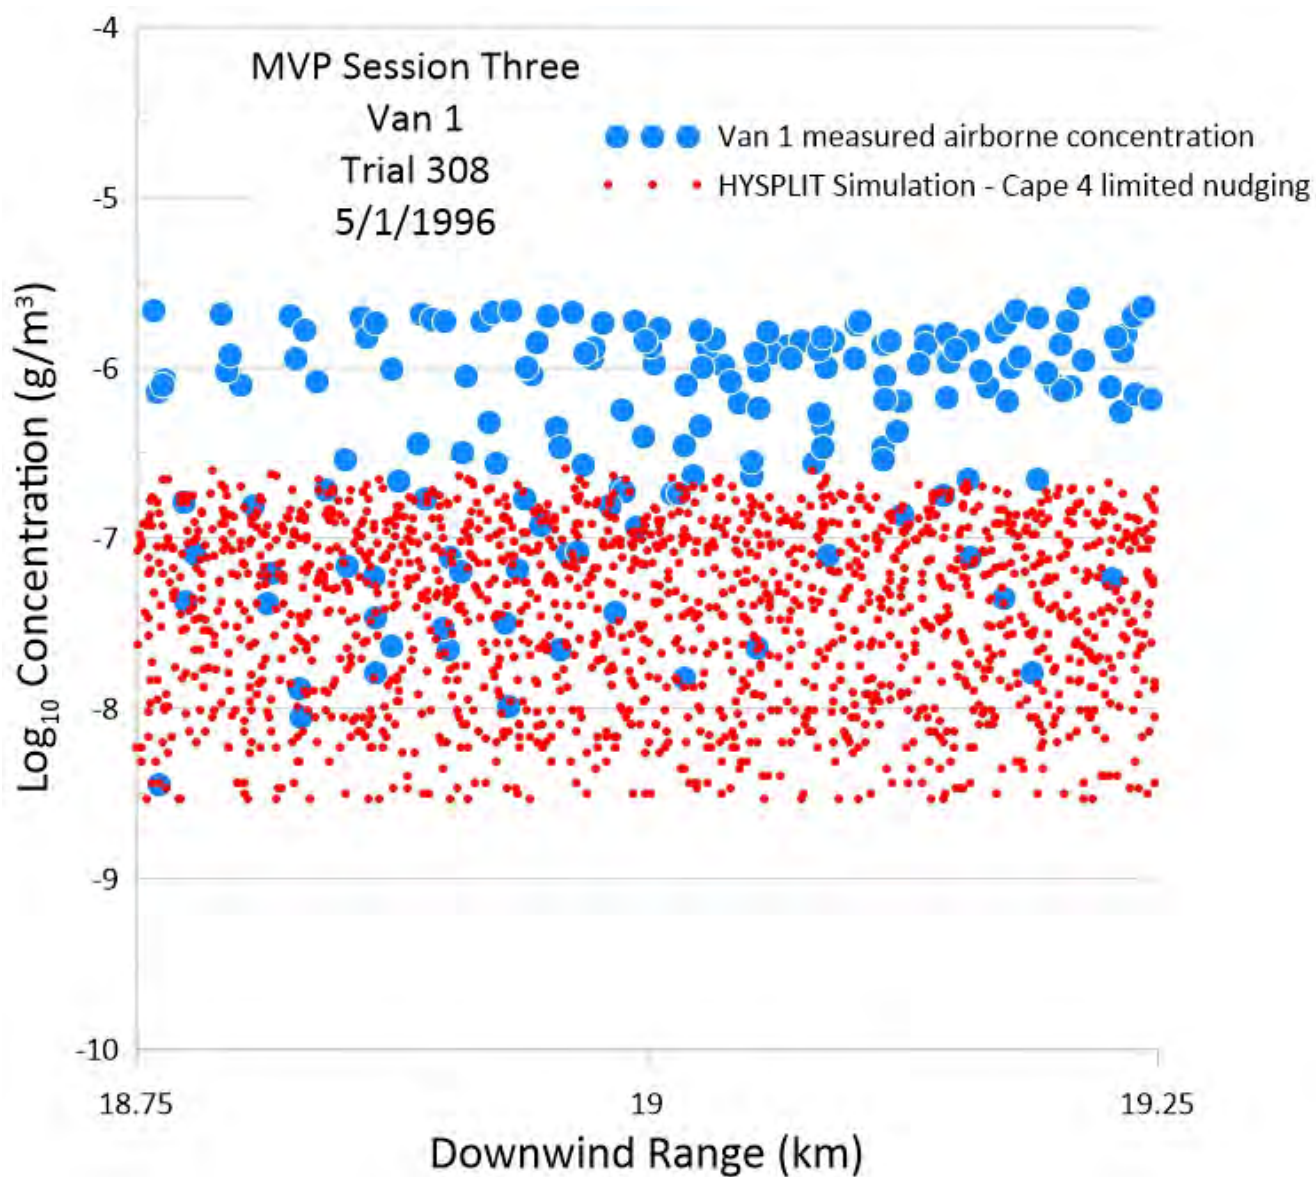 -4
MVP Session Three
Van 1
Trial 308
5/1/1996
Van 1 measured airborne concentration
HYSPLIT Simulation - Cape 4 limited nudging
-5
-6
-7
-8
-9
-10
Log₁₀ Concentration (g/m³)
18.75
19
19.25
Downwind Range (km)